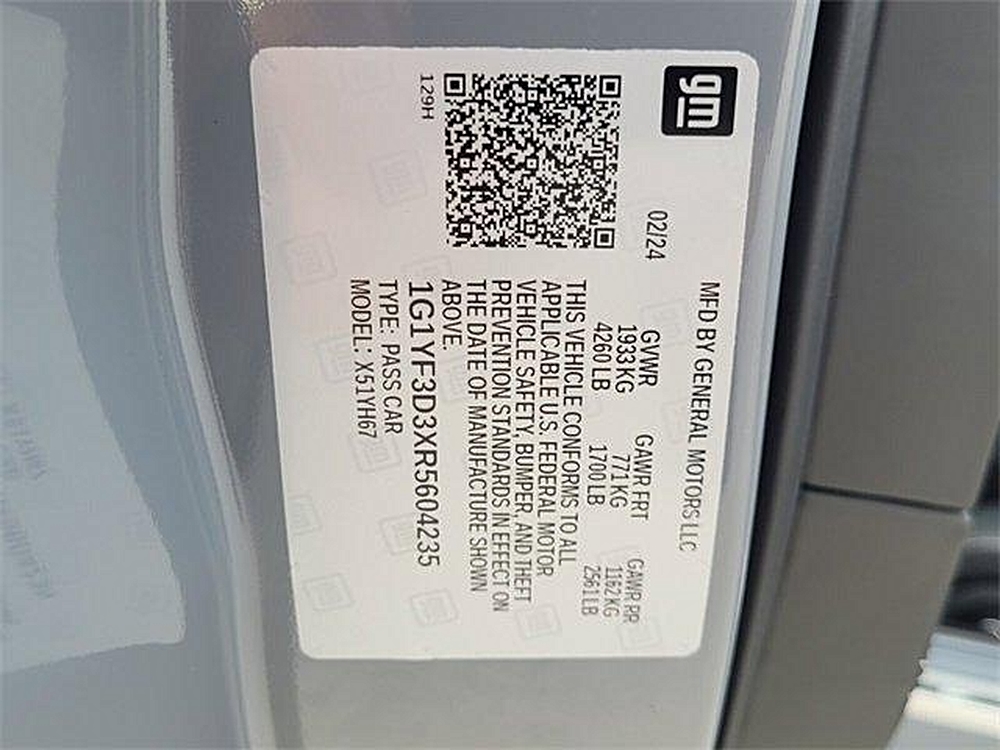 gm
MFD BY GENERAL MOTORS LLC
02/24
GVWR GAWR FRT GAWR RR
1933 KG 771 KG 1162 KG
4260 LB 1700 LB 2561 LB
THIS VEHICLE CONFORMS TO ALL
APPLICABLE U.S. FEDERAL MOTOR
VEHICLE SAFETY, BUMPER, AND THEFT
PREVENTION STANDARDS IN EFFECT ON
THE DATE OF MANUFACTURE SHOWN
ABOVE.
1G1YF3D3XR5604235
TYPE: PASS CAR
MODEL: X51YH67
129H